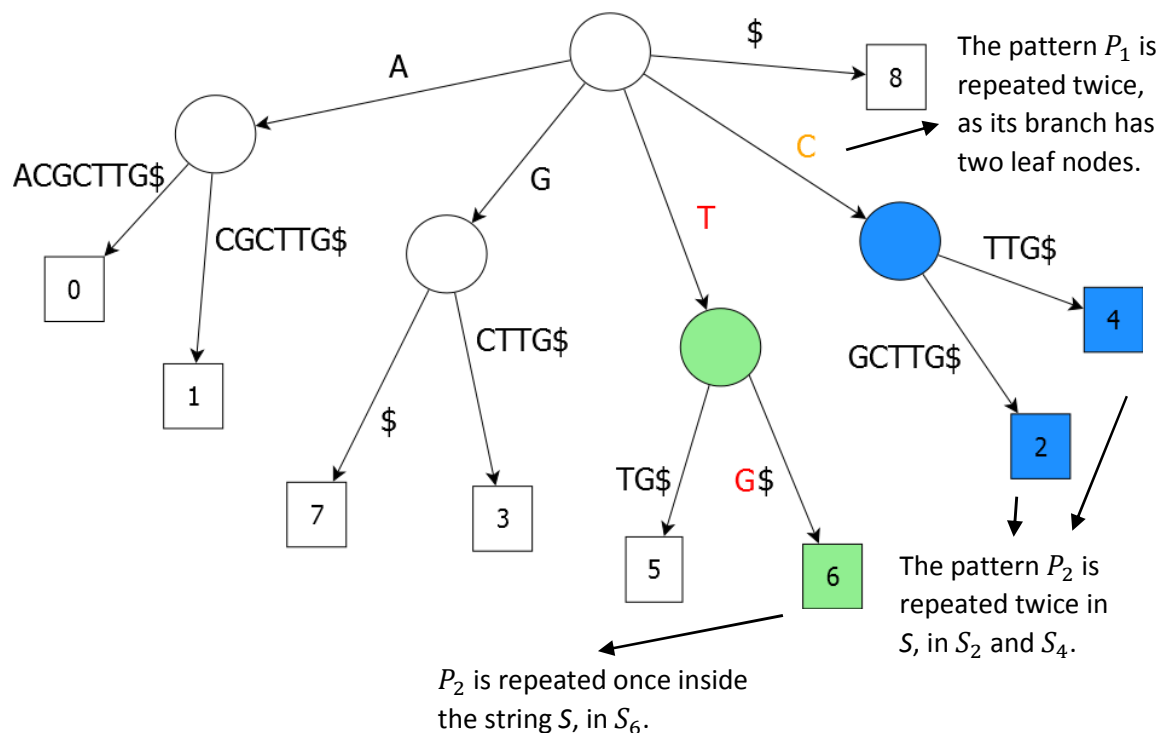 $
The pattern P₁ is
repeated twice,
as its branch has
two leaf nodes.
A
8
C
ACGCTTG$
G
T
CGCTTG$
TTG$
0
4
CTTG$
GCTTG$
1
$
2
TG$
G$
7
3
5
6
The pattern P₂ is
repeated twice in
S, in S₂ and S₄.
P₂ is repeated once inside
the string S, in S₆.